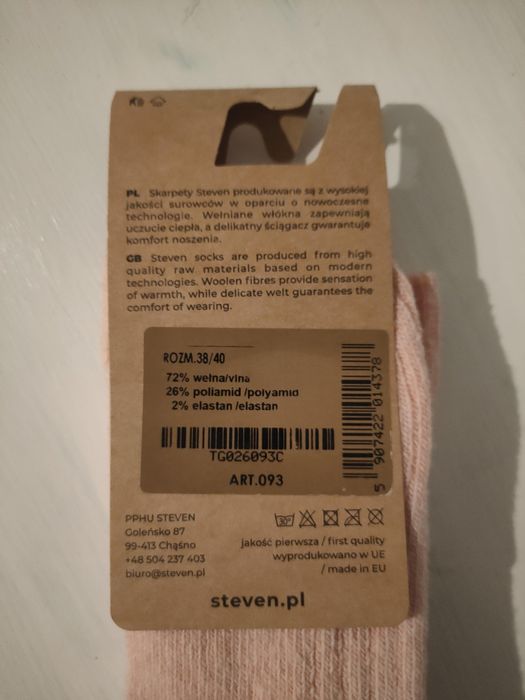 PL Skarpety Steven produkowane są z wysokiej
jakości surowców w oparciu o nowoczesne
technologie. Wełniane włókna zapewniają
uczucie ciepła, a delikatny ściągacz gwarantuje
komfort noszenia.
GB Steven socks are produced from high
quality raw materials based on modern
technologies. Woolen fibres provide sensation
of warmth, while delicate welt guarantees the
comfort of wearing.
ROZM.38/40
72% wełna/vlna
26% poliamid /polyamid
2% elastan /elastan
TG026093C
ART.093
5 907422 014378
PPHU STEVEN
Goleńsko 87
99-413 Chąśno
+48 504 237 403
biuro@steven.pl
30°
jakość pierwsza / first quality
wyprodukowano w UE
/ made in EU
steven.pl